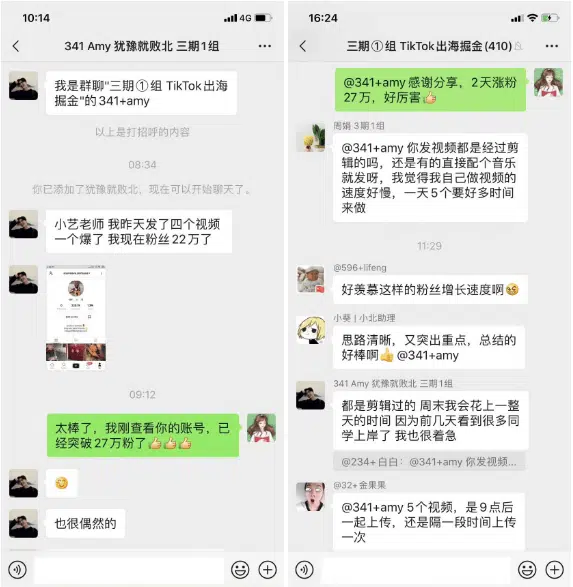 10:14
4G
341 Amy 犹豫就败北 三期1组
我是群聊"三期①组 TikTok出海
掘金"的341+amy
以上是打招呼的内容
08:34
你已添加了犹豫就败北，现在可以开始聊天了。
小艺老师 我昨天发了四个视频
一个爆了 我现在粉丝22万了
09:12
太棒了，我刚查看你的账号，已
经突破27万粉了👍👍👍
也很偶然的
16:24
三期①组 TikTok出海掘金(410)
@341+amy 感谢分享，2天涨粉
27万，好厉害👍
周娟 3期1组
@341+amy 你发视频都是经过剪
辑的吗，还是有的直接配个音乐
就发呀，我觉得我自己做视频的
速度好慢，一天5个要好多时间
来做
11:29
@596+lifeng
好羡慕这样的粉丝增长速度啊
小葵 | 小北助理
思路清晰，又突出重点，总结的
好棒啊👍@341+amy
341 Amy 犹豫就败北 三期1组
都是剪辑过的 周末我会花上一整
天的时间 因为前几天看到很多同
学上岸了 我也很着急
@234+白白：@341+amy 你发视频...
@32+金果果
@341+amy 5个视频，是9点后
一起上传，还是隔一段时间上传
一次